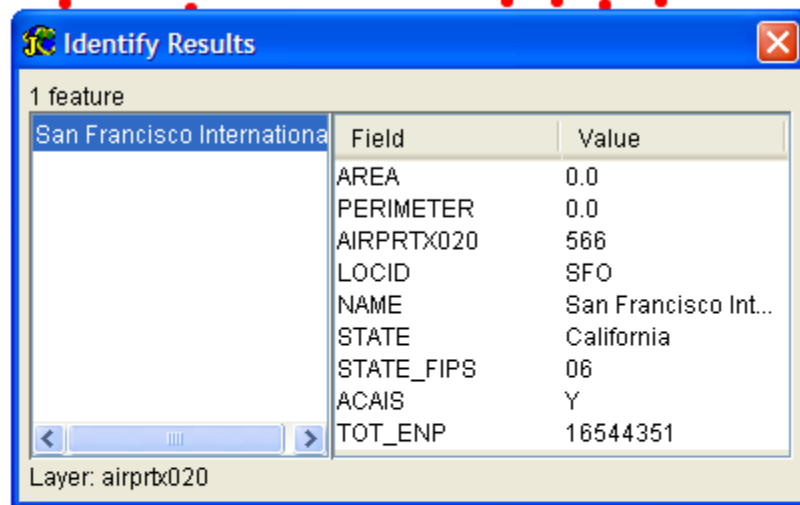 Identify Results
1 feature
San Francisco Internationa
Field Value
AREA 0.0
PERIMETER 0.0
AIRPRTX020 566
LOCID SFO
NAME San Francisco Int...
STATE California
STATE_FIPS 06
ACAIS Y
TOT_ENP 16544351
Layer: airprtx020